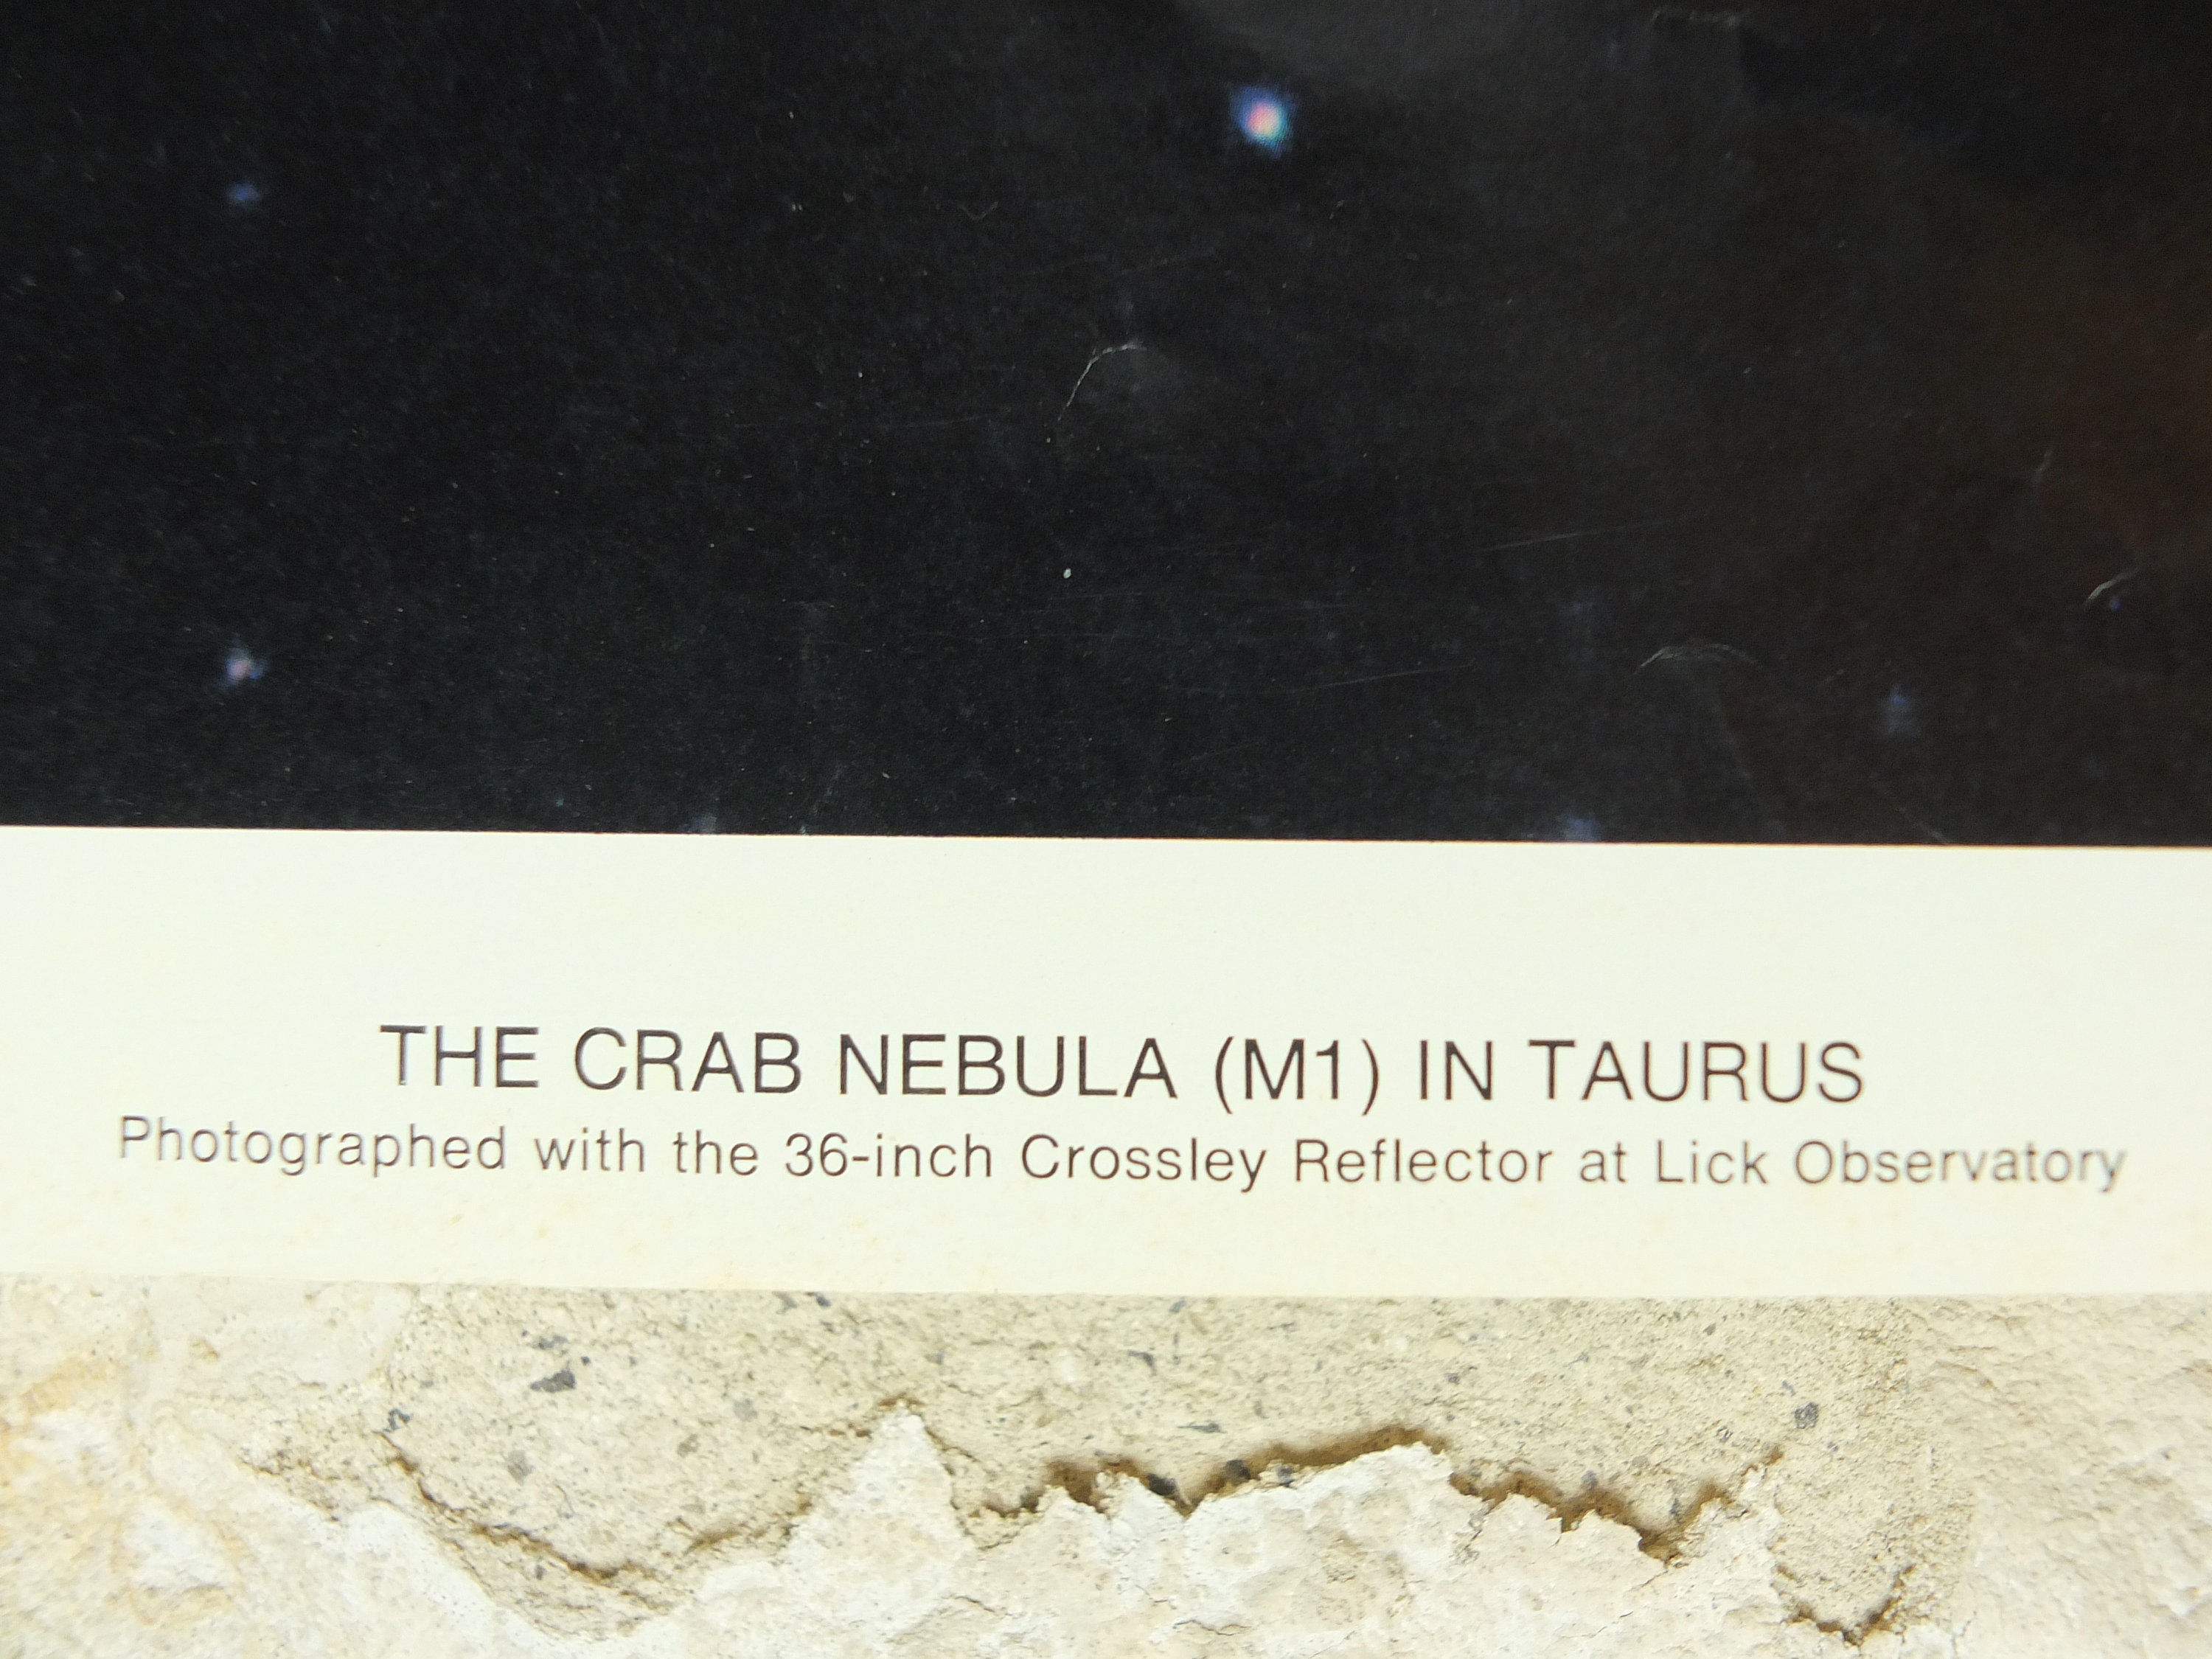 THE CRAB NEBULA (M1) IN TAURUS
Photographed with the 36-inch Crossley Reflector at Lick Observatory